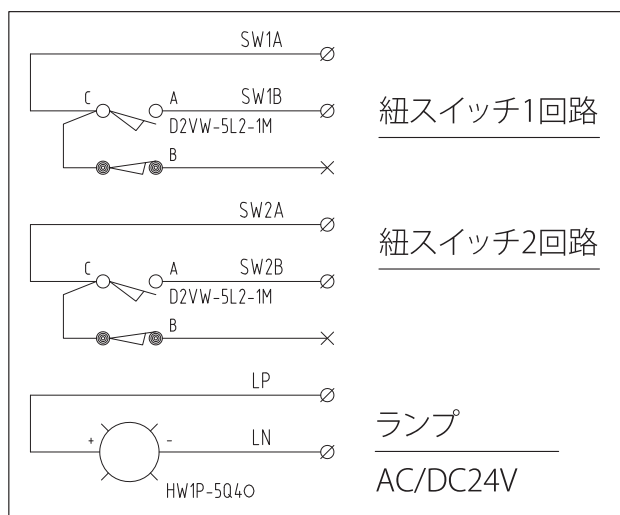 SW1A
C
A
SW1B
D2VW-5L2-1M
B
紐スイッチ1回路
SW2A
C
A
SW2B
D2VW-5L2-1M
B
紐スイッチ2回路
LP
+
-
LN
HW1P-5Q4O
ランプ
AC/DC24V